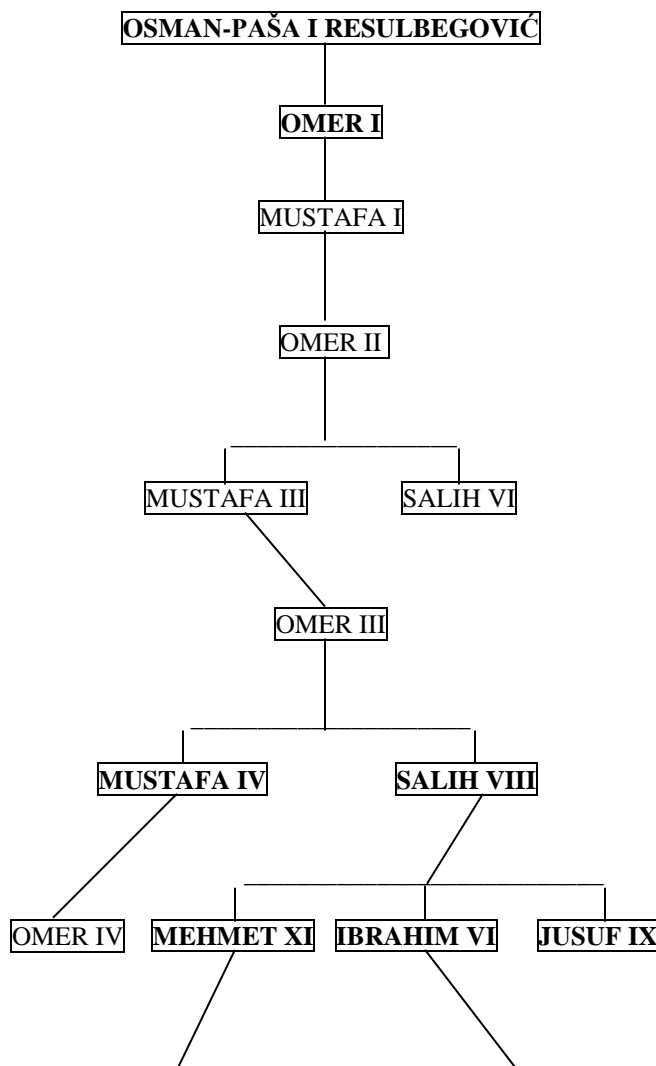 OSMAN-PAŠA I RESULBEGOVIĆ
OMER I
MUSTAFA I
OMER II
MUSTAFA III SALIH VI
OMER III
MUSTAFA IV SALIH VIII
OMER IV MEHMET XI IBRAHIM VI JUSUF IX